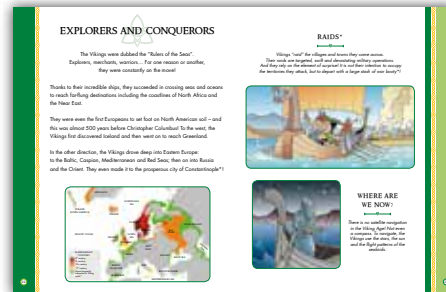 EXPLORERS AND CONQUERORS
The Vikings were dubbed the "Rulers of the Seas".
Explorers, merchants, warriors... For one reason or another,
they were constantly on the move!
Thanks to their incredible ships, they succeeded in crossing seas and oceans
to reach far-flung destinations including the coastlines of North Africa and
the Near East.
They were even the first Europeans to set foot on North American soil – and
this was almost 500 years before Christopher Columbus! To the west, the
Vikings first discovered Iceland and then went on to reach Greenland.
In the other direction, the Vikings drove deep into Eastern Europe:
to the Baltic, Caspian, Mediterranean and Red Seas; then on into Russia
and the Orient. They even made it to the prosperous city of Constantinople*!
RAIDS*
Vikings "raid" the villages and towns they come across.
Their raids are targeted, swift and devastating military operations.
And they rely on the element of surprise! It is not their intention to occupy
the territories they attack, but to depart with a large stash of war booty*!
WHERE ARE
WE NOW?
There is no satellite navigation
in the Viking Age! Not even
a compass. To navigate, the
Vikings use the stars, the sun
and the flight patterns of the
seabirds.